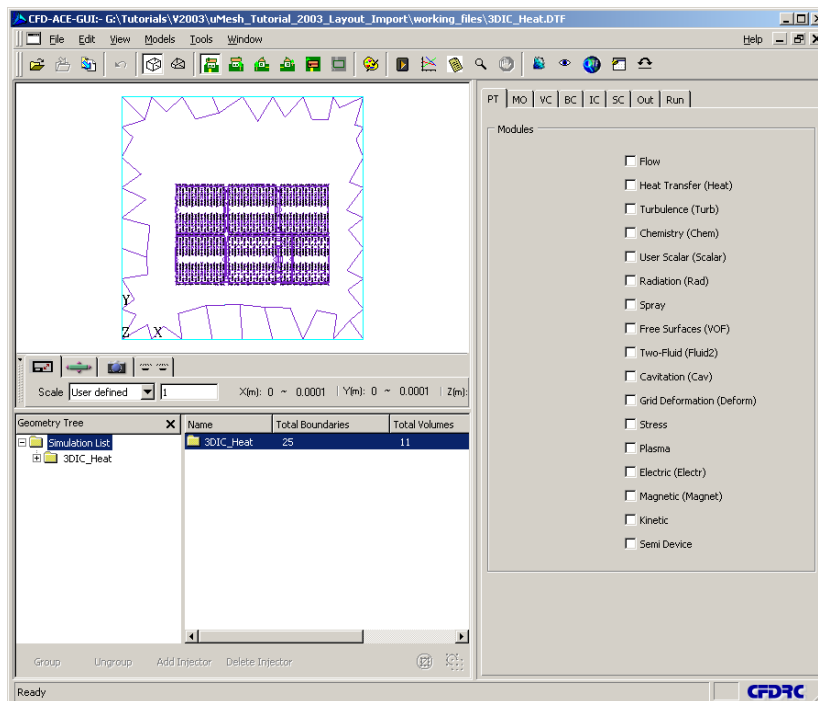 CFD-ACE-GUI:- G:\Tutorials\V2003\uMesh_Tutorial_2003_Layout_Import\working_files\3DIC_Heat.DTF
File Edit View Models Tools Window Help
PT MO VC BC IC SC Out Run
Modules
Flow
Heat Transfer (Heat)
Turbulence (Turb)
Chemistry (Chem)
User Scalar (Scalar)
Radiation (Rad)
Spray
Free Surfaces (VOF)
Two-Fluid (Fluid2)
Cavitation (Cav)
Grid Deformation (Deform)
Stress
Plasma
Electric (Electr)
Magnetic (Magnet)
Kinetic
Semi Device
Y
Z X
Scale User defined 1 X(m): 0 ~ 0.0001 Y(m): 0 ~ 0.0001 Z(m):
Geometry Tree
Simulation List
3DIC_Heat
Name Total Boundaries Total Volumes
3DIC_Heat 25 11
Group Ungroup Add Injector Delete Injector
Ready
CFDRC